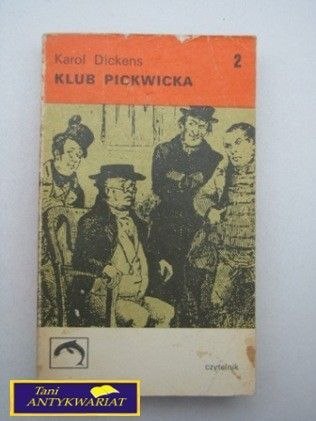 Karol Dickens 2
KLUB PICKWICKA
czytelnik
Tani
ANTYKWARIAT